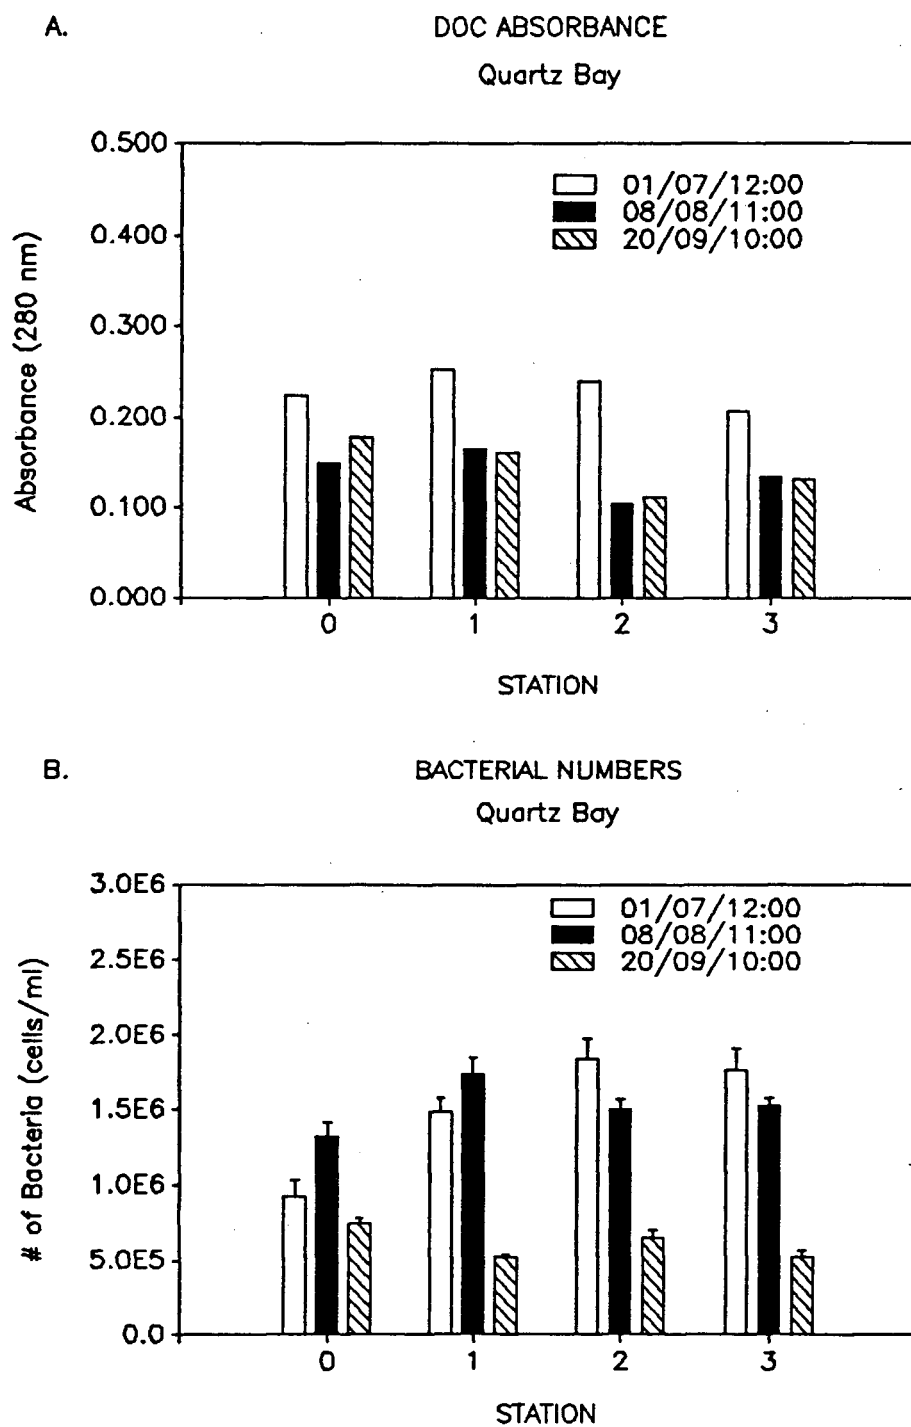 A.
DOC ABSORBANCE
Quartz Bay
0.500
0.400
0.300
0.200
0.100
0.000
Absorbance (280 nm)
01/07/12:00
08/08/11:00
20/09/10:00
0 1 2 3
STATION
B.
BACTERIAL NUMBERS
Quartz Bay
3.0E6
2.5E6
2.0E6
1.5E6
1.0E6
5.0E5
0.0
# of Bacteria (cells/ml)
01/07/12:00
08/08/11:00
20/09/10:00
0 1 2 3
STATION